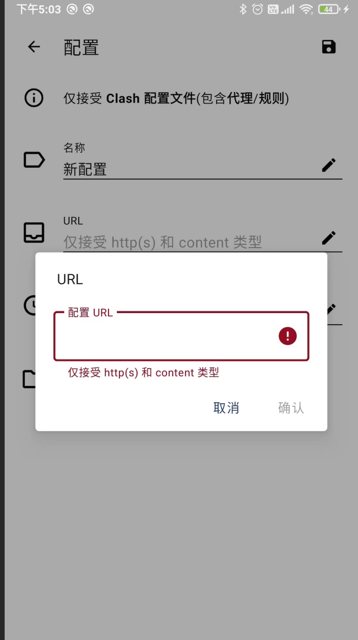 下午5:03
44
配置
仅接受 Clash 配置文件(包含代理/规则)
名称
新配置
URL
仅接受 http(s) 和 content 类型
URL
配置 URL
仅接受 http(s) 和 content 类型
取消
确认